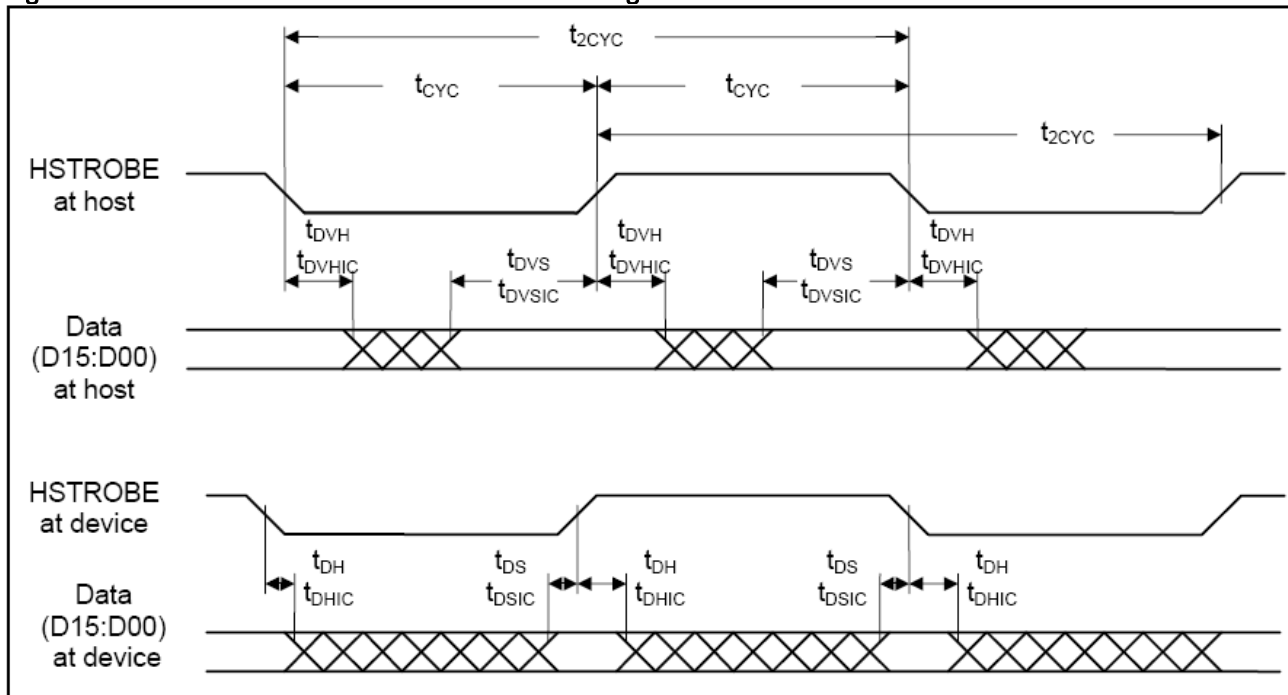 t2CYC
tCYC tCYC
t2CYC
HSTROBE
at host
tDVH tDVH tDVH
tDVHIC tDVS tDVHIC tDVS tDVHIC
tDVSIC tDVSIC
Data
(D15:D00)
at host
HSTROBE
at device
tDH tDS tDH tDS tDH
tDHIC tDSIC tDHIC tDSIC tDHIC
Data
(D15:D00)
at device